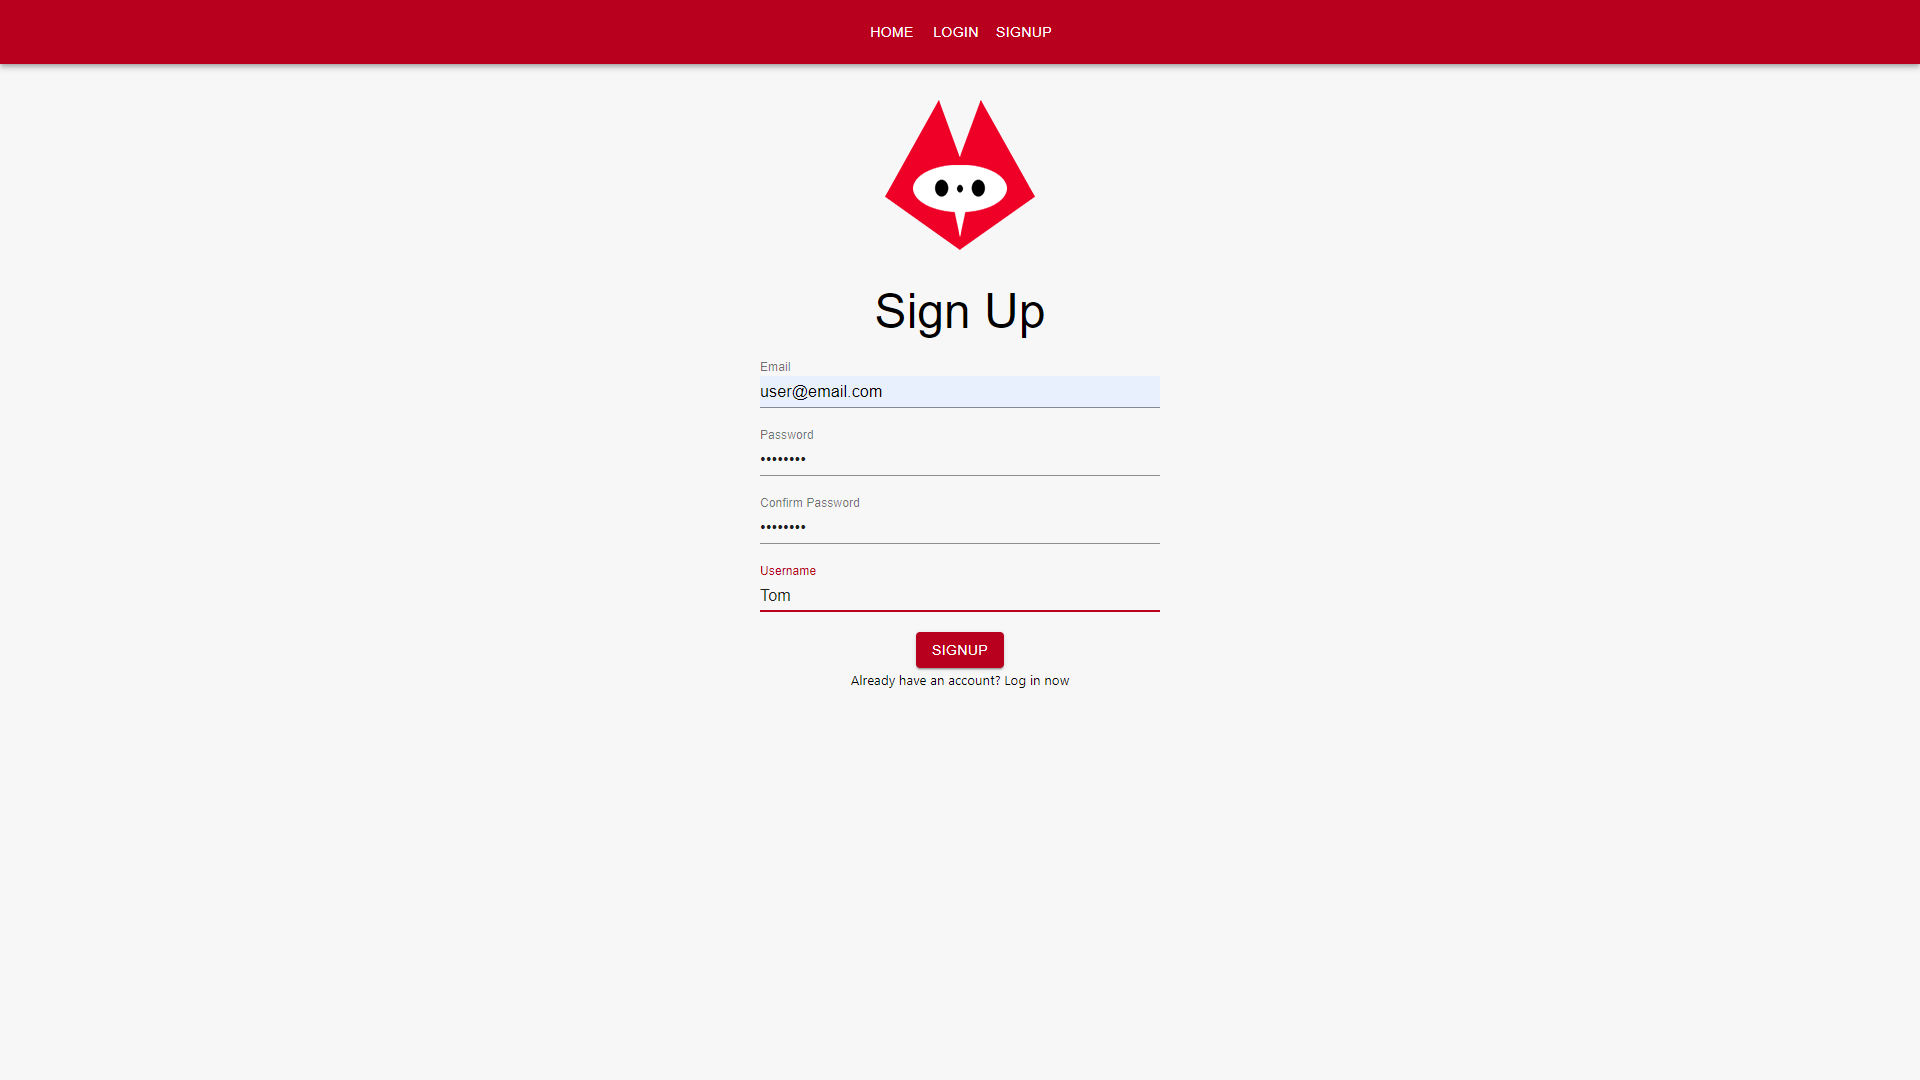 HOME LOGIN SIGNUP
Sign Up
Email
user@email.com
Password
••••••••
Confirm Password
••••••••
Username
Tom
SIGNUP
Already have an account? Log in now